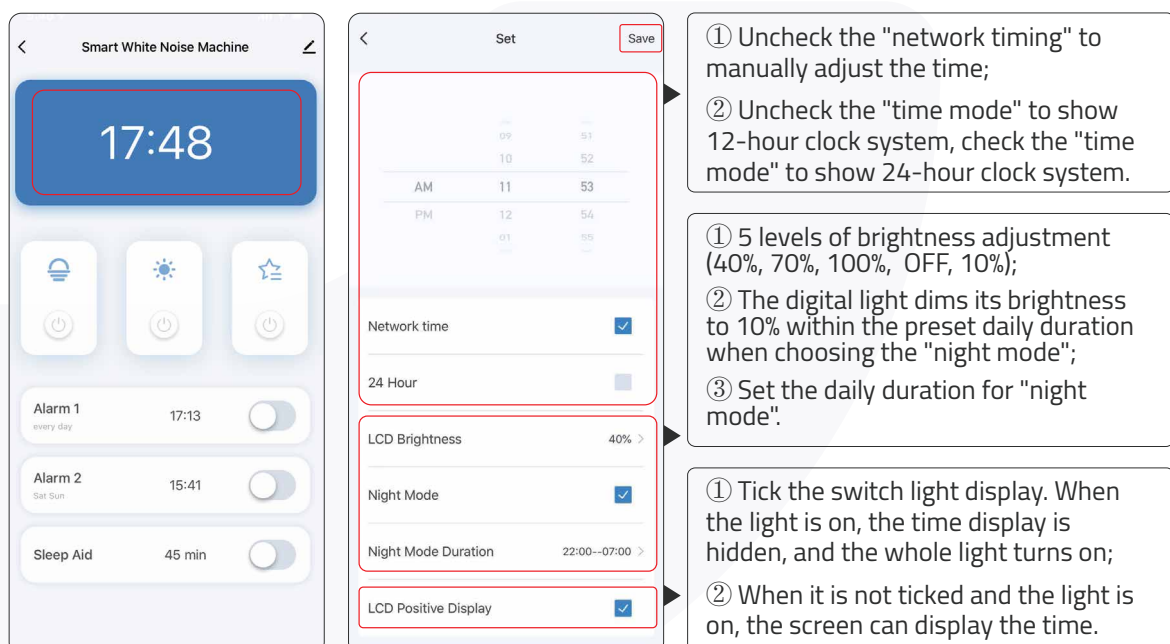 Smart White Noise Machine
17:48
Alarm 1
every day
17:13
Alarm 2
Sat Sun
15:41
Sleep Aid
45 min
Set
Save
09 51
10 52
AM 11 53
PM 12 54
01 55
Network time
24 Hour
LCD Brightness
40% >
Night Mode
Night Mode Duration
22:00--07:00 >
LCD Positive Display
① Uncheck the "network timing" to
manually adjust the time;
② Uncheck the "time mode" to show
12-hour clock system, check the "time
mode" to show 24-hour clock system.
① 5 levels of brightness adjustment
(40%, 70%, 100%, OFF, 10%);
② The digital light dims its brightness
to 10% within the preset daily duration
when choosing the "night mode";
③ Set the daily duration for "night
mode".
① Tick the switch light display. When
the light is on, the time display is
hidden, and the whole light turns on;
② When it is not ticked and the light is
on, the screen can display the time.